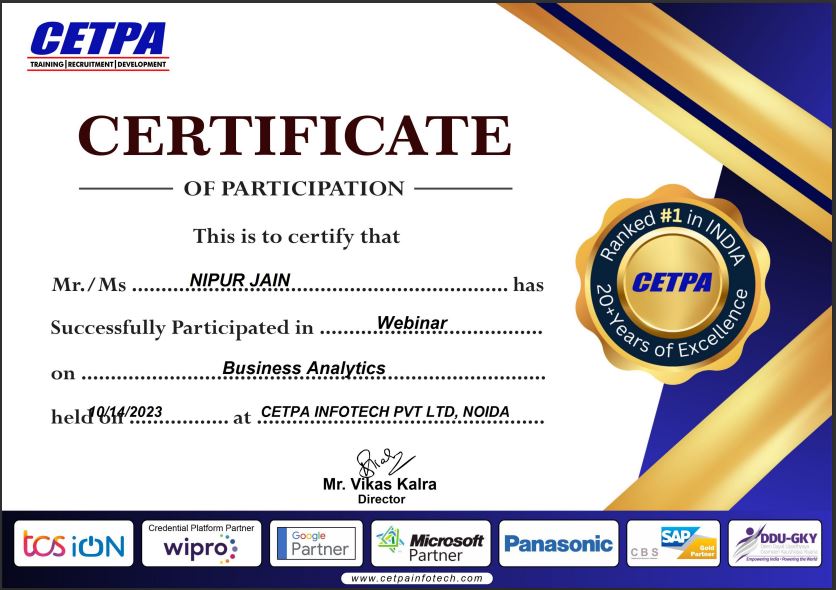 CETPA
TRAINING|RECRUITMENT|DEVELOPMENT
CERTIFICATE
OF PARTICIPATION
This is to certify that
Mr./Ms NIPUR JAIN has
Successfully Participated in Webinar
on Business Analytics
held on 10/14/2023 at CETPA INFOTECH PVT LTD, NOIDA
Mr. Vikas Kalra
Director
Ranked #1 in INDIA
CETPA
20+Years of Excellence
tcs iON
Credential Platform Partner
wipro
Google
Partner
Microsoft
Partner
Panasonic
CBS
SAP
Gold
Partner
DDU-GKY
Empowering India - Powering the World
www.cetpainfotech.com